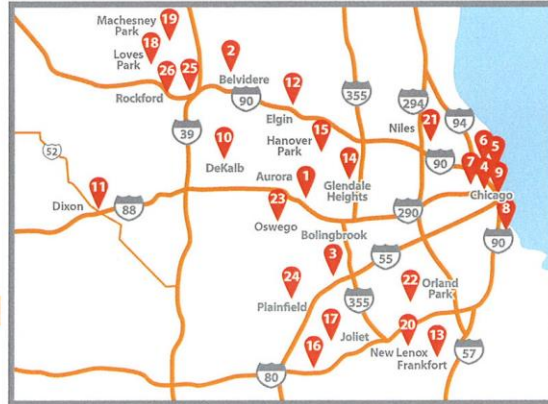 Machesney
Park
19
Loves
Park
18
26
25
Rockford
2
Belvidere
90
12
Elgin
355
294
94
39
10
DeKalb
Hanover
Park
15
Niles
21
90
6
5
7
4
9
Chicago
8
52
11
Dixon
88
Aurora
1
14
Glendale
Heights
23
Oswego
290
90
Bolingbrook
3
55
24
Plainfield
355
22
Orland
Park
17
Joliet
16
20
New Lenox
13
Frankfort
80
57